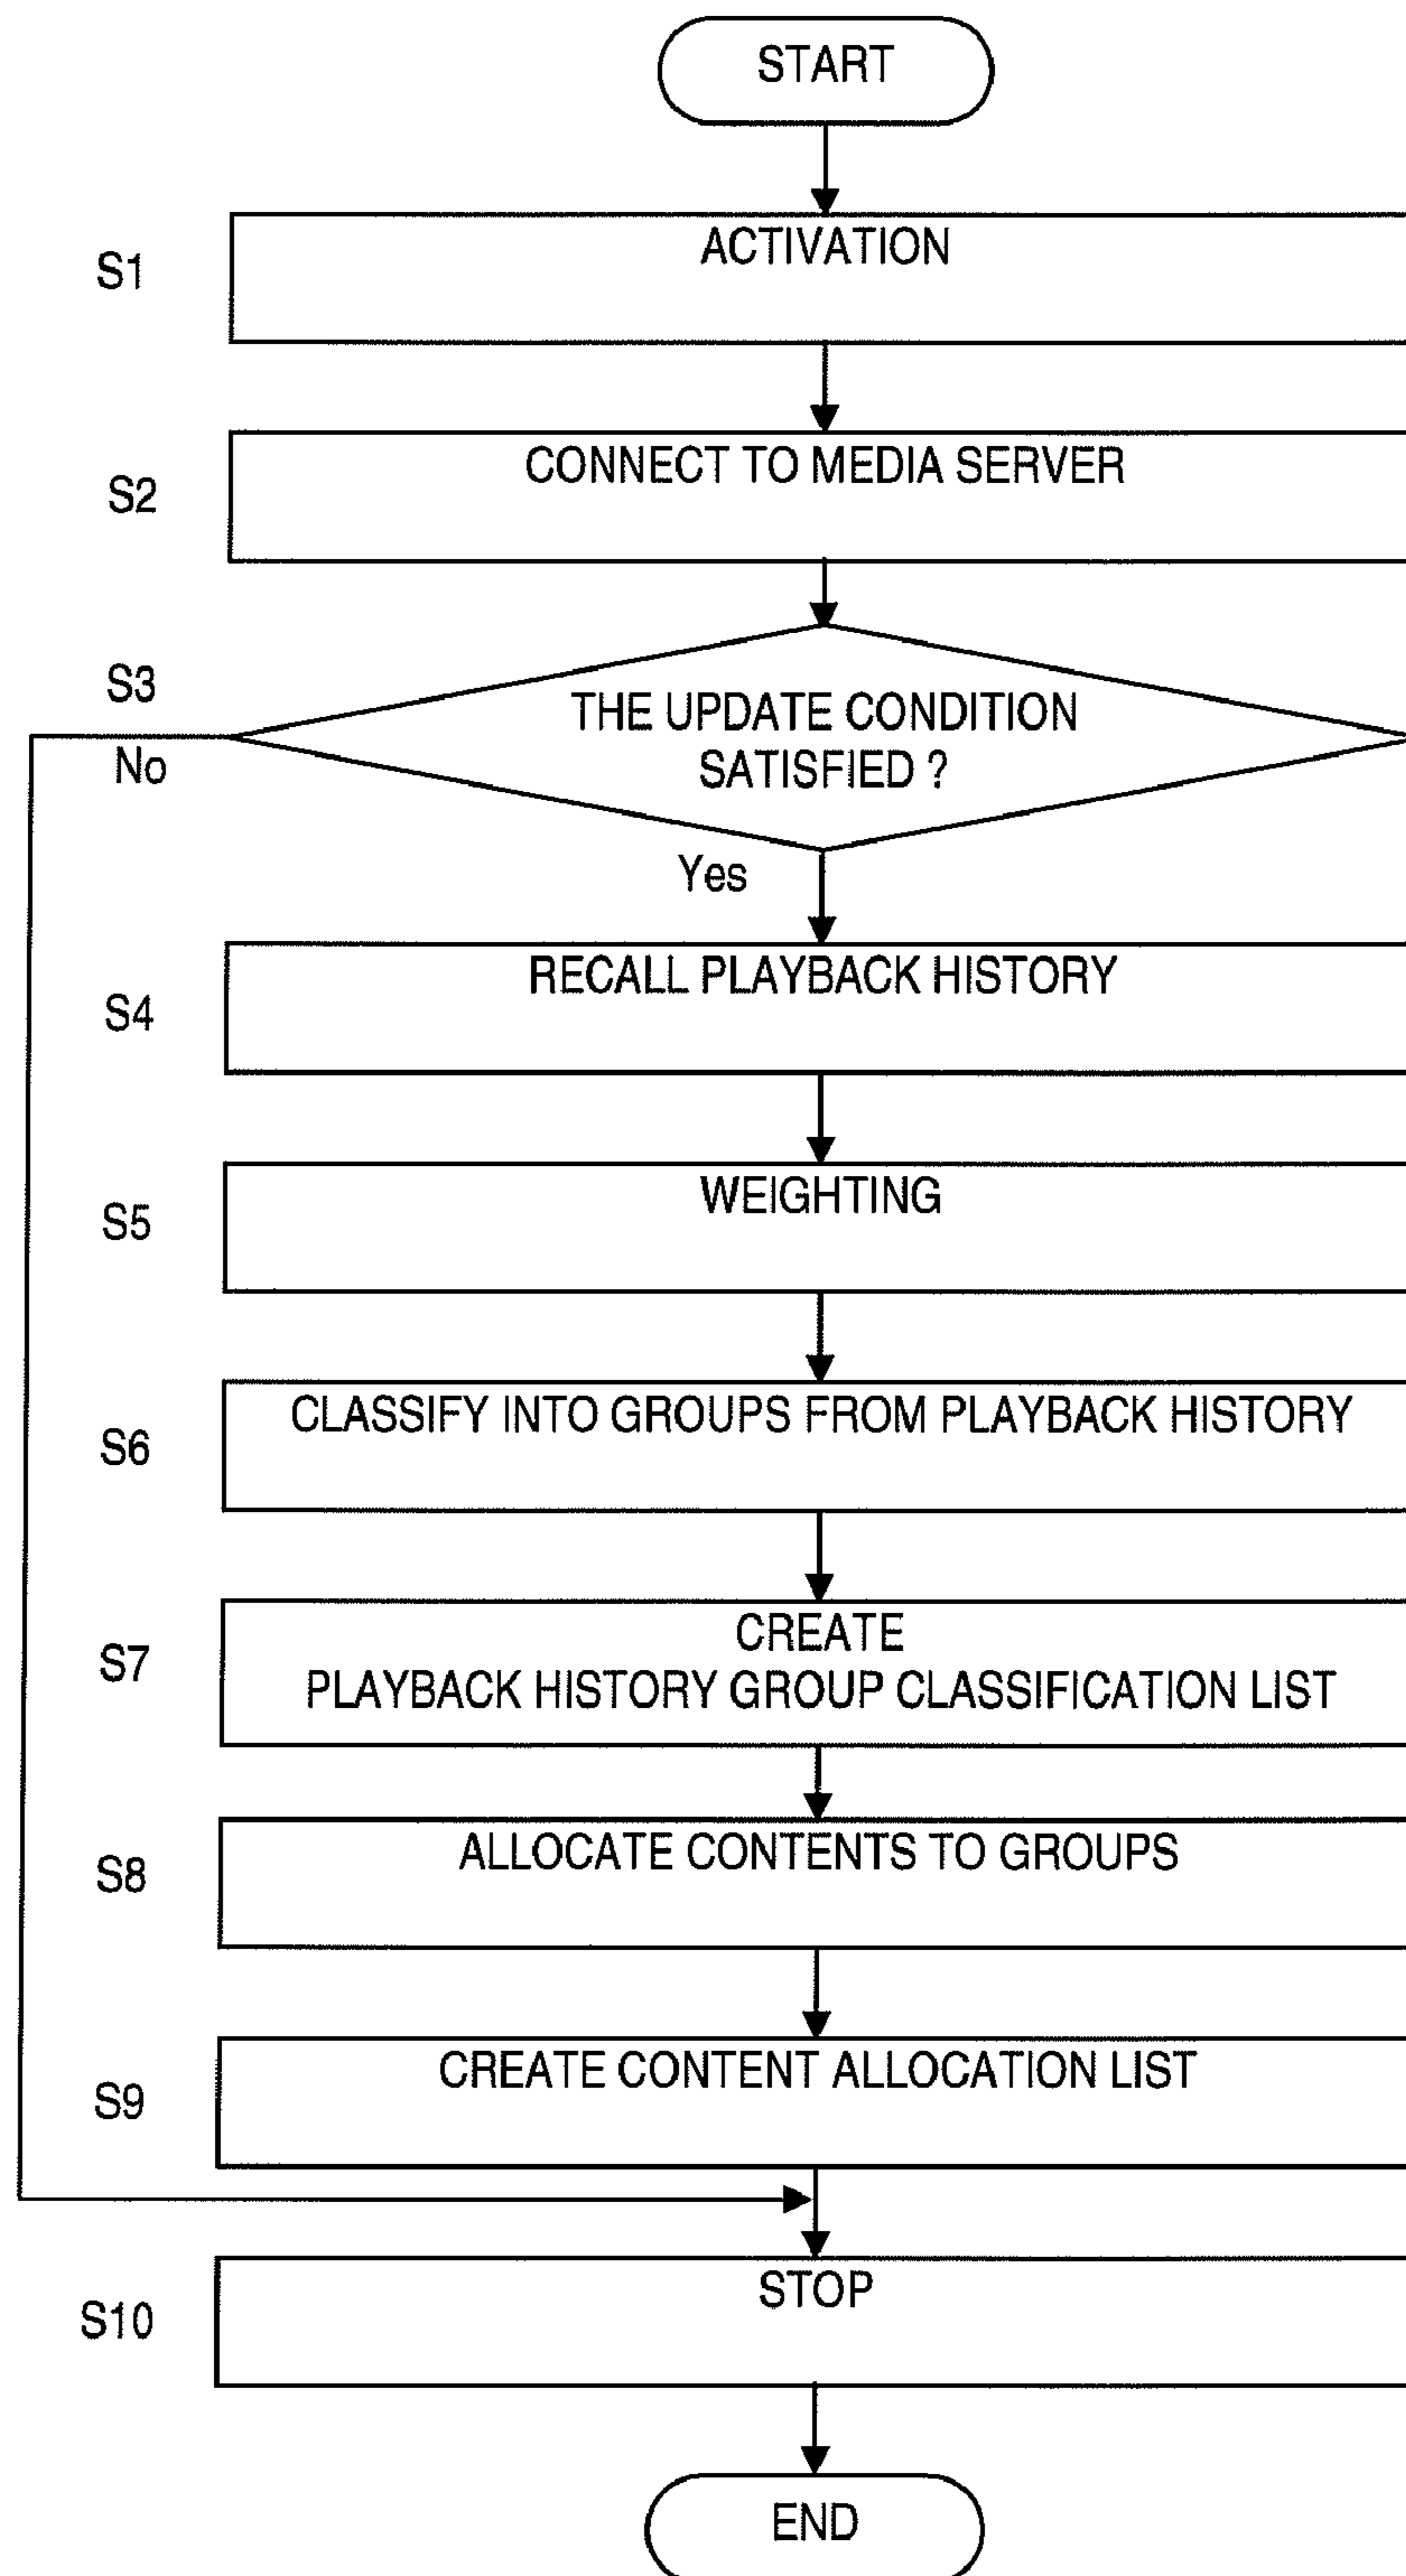 START
S1
ACTIVATION
S2
CONNECT TO MEDIA SERVER
S3
THE UPDATE CONDITION
SATISFIED ?
No
Yes
S4
RECALL PLAYBACK HISTORY
S5
WEIGHTING
S6
CLASSIFY INTO GROUPS FROM PLAYBACK HISTORY
S7
CREATE
PLAYBACK HISTORY GROUP CLASSIFICATION LIST
S8
ALLOCATE CONTENTS TO GROUPS
S9
CREATE CONTENT ALLOCATION LIST
S10
STOP
END